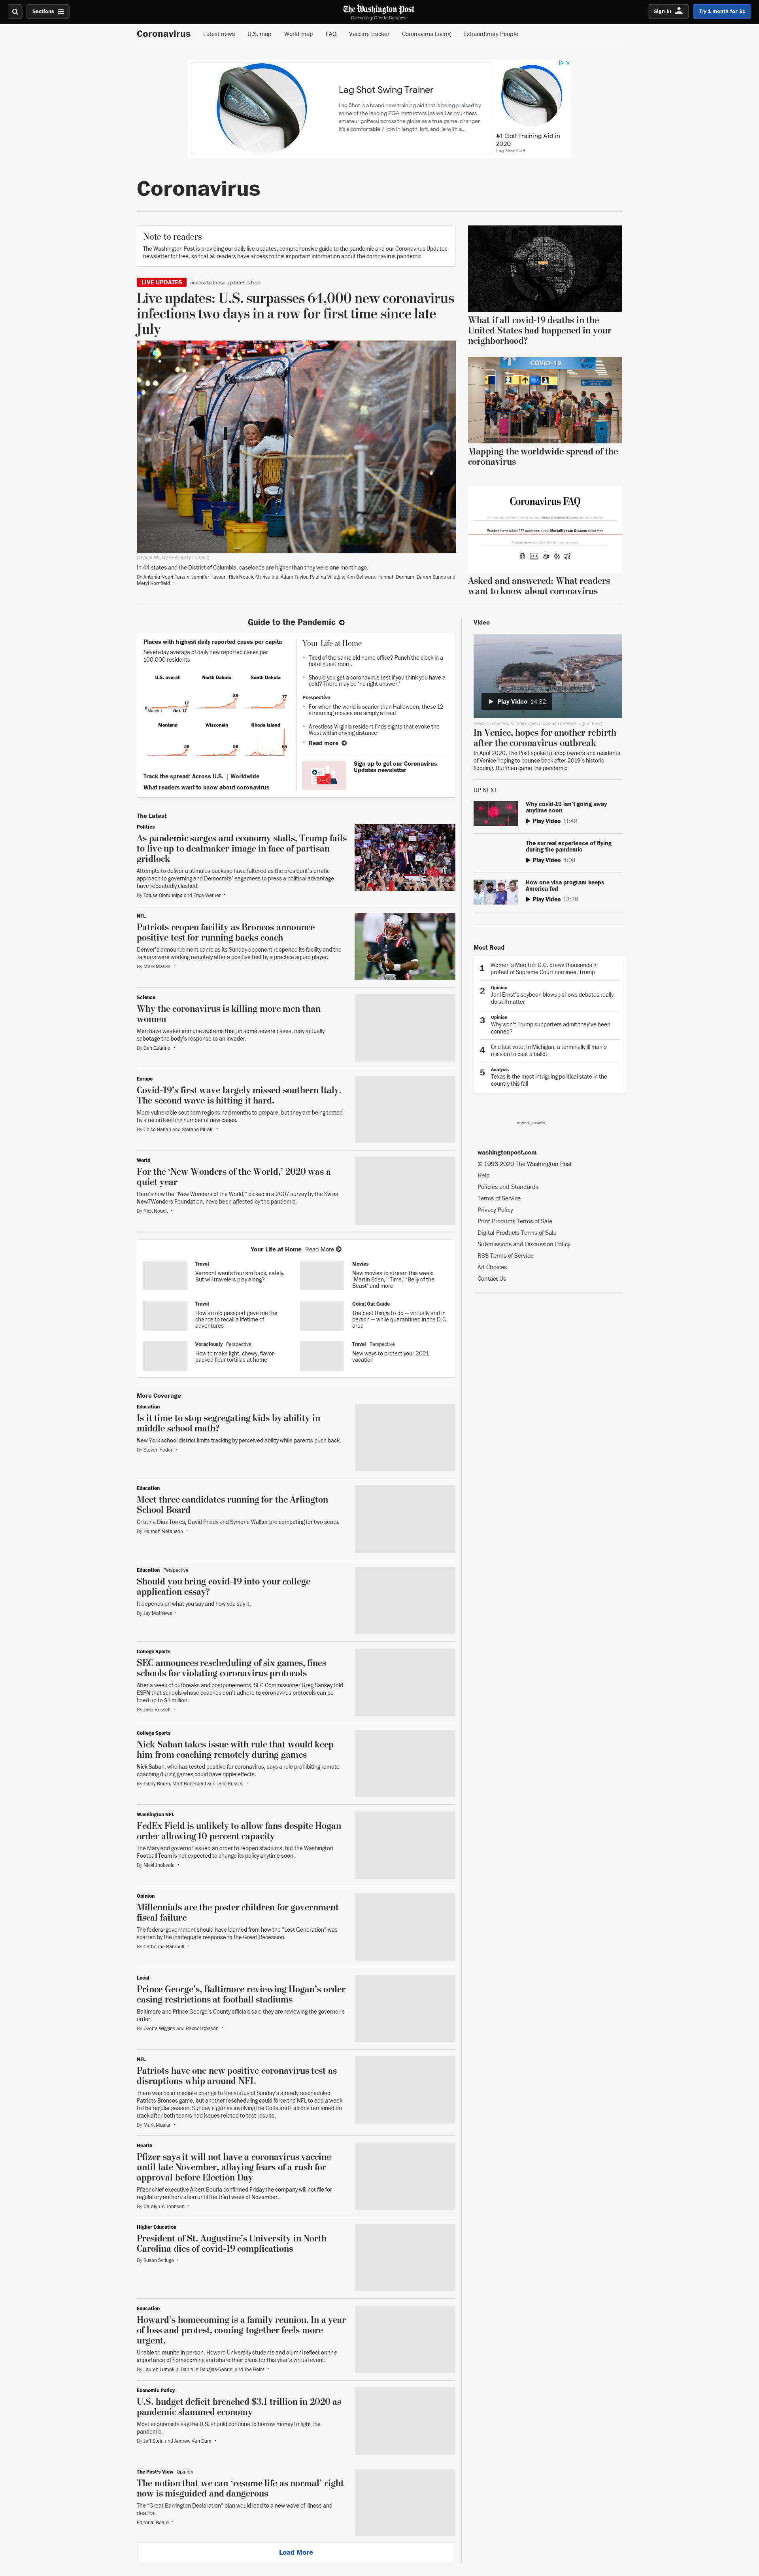 Sections
The Washington Post
Democracy Dies in Darkness
Sign In
Try 1 month for $1
Coronavirus
Latest news
U.S. map
World map
FAQ
Vaccine tracker
Coronavirus Living
Extraordinary People
Lag Shot Swing Trainer
Lag Shot is a brand new training aid that is being praised by
some of the leading PGA instructors (as well as countless
amateur golfers) across the globe as a true game-changer.
It's a comfortable 7 iron in length, loft, and lie with a...
#1 Golf Training Aid in
2020
Lag Shot Golf
Coronavirus
Note to readers
The Washington Post is providing our daily live updates, comprehensive guide to the pandemic and our Coronavirus Updates
newsletter for free, so that all readers have access to this important information about the coronavirus pandemic
LIVE UPDATES
Access to these updates is free
Live updates: U.S. surpasses 64,000 new coronavirus
infections two days in a row for first time since late
July
In 44 states and the District of Columbia, caseloads are higher than they were one month ago.
By Antonia Noori Farzan, Jennifer Hassan, Rick Noack, Marisa Iati, Adam Taylor, Paulina Villegas, Kim Bellware, Hannah Denham, Darren Sands and
Meryl Kornfield
What if all covid-19 deaths in the
United States had happened in your
neighborhood?
COVID-19
Mapping the worldwide spread of the
coronavirus
Coronavirus FAQ
Asked and answered: What readers
want to know about coronavirus
Guide to the Pandemic
Places with highest daily reported cases per capita
Seven-day average of daily new reported cases per
100,000 residents
U.S. overall
North Dakota
South Dakota
0
17
March 1
Oct. 17
88
77
Montana
Wisconsin
Rhode Island
56
56
Track the spread: Across U.S. | Worldwide
What readers want to know about coronavirus
Your Life at Home
Tired of the same old home office? Punch the clock in a
hotel guest room.
Should you get a coronavirus test if you think you have a
cold? There may be 'no right answer.'
Perspective
For when the world is scarier than Halloween, these 12
streaming movies are simply a treat
A restless Virginia resident finds sights that evoke the
West within driving distance
Read more
Sign up to get our Coronavirus
Updates newsletter
Video
Play Video 14:32
In Venice, hopes for another rebirth
after the coronavirus outbreak
In April 2020, The Post spoke to shop owners and residents
of Venice hoping to bounce back after 2019's historic
flooding. But then came the pandemic.
UP NEXT
Why covid-19 isn't going away
anytime soon
Play Video 11:49
The surreal experience of flying
during the pandemic
Play Video 4:08
How one visa program keeps
America fed
Play Video 13:38
Most Read
1
Women's March in D.C. draws thousands in
protest of Supreme Court nominee, Trump
2
Opinion
Joni Ernst's soybean blowup shows debates really
do still matter
3
Opinion
Why won't Trump supporters admit they've been
conned?
4
One last vote: In Michigan, a terminally ill man's
mission to cast a ballot
5
Analysis
Texas is the most intriguing political state in the
country this fall
ADVERTISEMENT
washingtonpost.com
© 1996-2020 The Washington Post
Help
Policies and Standards
Terms of Service
Privacy Policy
Print Products Terms of Sale
Digital Products Terms of Sale
Submissions and Discussion Policy
RSS Terms of Service
Ad Choices
Contact Us
The Latest
Politics
As pandemic surges and economy stalls, Trump fails
to live up to dealmaker image in face of partisan
gridlock
Attempts to deliver a stimulus package have faltered as the president's erratic
approach to governing and Democrats' eagerness to press a political advantage
have repeatedly clashed.
By Toluse Olorunnipa and Erica Werner
NFL
Patriots reopen facility as Broncos announce
positive test for running backs coach
Denver's announcement came as its Sunday opponent reopened its facility and the
Jaguars were working remotely after a positive test by a practice squad player.
By Mark Maske
Science
Why the coronavirus is killing more men than
women
Men have weaker immune systems that, in some severe cases, may actually
sabotage the body's response to an invader.
By Ben Guarino
Europe
Covid-19's first wave largely missed southern Italy.
The second wave is hitting it hard.
More vulnerable southern regions had months to prepare, but they are being tested
by a record-setting number of new cases.
By Chico Harlan and Stefano Pitrelli
World
For the 'New Wonders of the World,' 2020 was a
quiet year
Here's how the "New Wonders of the World," picked in a 2007 survey by the Swiss
New7Wonders Foundation, have been affected by the pandemic.
By Rick Noack
Your Life at Home Read More
Travel
Vermont wants tourism back, safely.
But will travelers play along?
Movies
New movies to stream this week:
'Martin Eden,' 'Time,' 'Belly of the
Beast' and more
Travel
How an old passport gave me the
chance to recall a lifetime of
adventures
Going Out Guide
The best things to do — virtually and in
person — while quarantined in the D.C.
area
Voraciously Perspective
How to make light, chewy, flavor-
packed flour tortillas at home
Travel Perspective
New ways to protect your 2021
vacation
More Coverage
Education
Is it time to stop segregating kids by ability in
middle school math?
New York school district limits tracking by perceived ability while parents push back.
By Steven Yoder
Education
Meet three candidates running for the Arlington
School Board
Cristina Diaz-Torres, David Priddy and Symone Walker are competing for two seats.
By Hannah Natanson
Education Perspective
Should you bring covid-19 into your college
application essay?
It depends on what you say and how you say it.
By Jay Mathews
College Sports
SEC announces rescheduling of six games, fines
schools for violating coronavirus protocols
After a week of outbreaks and postponements, SEC Commissioner Greg Sankey told
ESPN that schools whose coaches don't adhere to coronavirus protocols can be
fined up to $1 million.
By Jake Russell
College Sports
Nick Saban takes issue with rule that would keep
him from coaching remotely during games
Nick Saban, who has tested positive for coronavirus, says a rule prohibiting remote
coaching during games could have ripple effects.
By Cindy Boren, Matt Bonesteel and Jake Russell
Washington NFL
FedEx Field is unlikely to allow fans despite Hogan
order allowing 10 percent capacity
The Maryland governor issued an order to reopen stadiums, but the Washington
Football Team is not expected to change its policy anytime soon.
By Nicki Jhabvala
Opinion
Millennials are the poster children for government
fiscal failure
The federal government should have learned from how the "Lost Generation" was
scarred by the inadequate response to the Great Recession.
By Catherine Rampell
Local
Prince George's, Baltimore reviewing Hogan's order
easing restrictions at football stadiums
Baltimore and Prince George's County officials said they are reviewing the governor's
order.
By Ovetta Wiggins and Rachel Chason
NFL
Patriots have one new positive coronavirus test as
disruptions whip around NFL
There was no immediate change to the status of Sunday's already rescheduled
Patriots-Broncos game, but another rescheduling could force the NFL to add a week
to the regular season. Sunday's games involving the Colts and Falcons remained on
track after both teams had issues related to test results.
By Mark Maske
Health
Pfizer says it will not have a coronavirus vaccine
until late November, allaying fears of a rush for
approval before Election Day
Pfizer chief executive Albert Bourla confirmed Friday the company will not file for
regulatory authorization until the third week of November.
By Carolyn Y. Johnson
Higher Education
President of St. Augustine's University in North
Carolina dies of covid-19 complications
By Susan Svrluga
Education
Howard's homecoming is a family reunion. In a year
of loss and protest, coming together feels more
urgent.
Unable to reunite in person, Howard University students and alumni reflect on the
importance of homecoming and share their plans for this year's virtual event.
By Lauren Lumpkin, Danielle Douglas-Gabriel and Joe Heim
Economic Policy
U.S. budget deficit breached $3.1 trillion in 2020 as
pandemic slammed economy
Most economists say the U.S. should continue to borrow money to fight the
pandemic.
By Jeff Stein and Andrew Van Dam
The Post's View Opinion
The notion that we can 'resume life as normal' right
now is misguided and dangerous
The "Great Barrington Declaration" plan would lead to a new wave of illness and
deaths.
Editorial Board
Load More